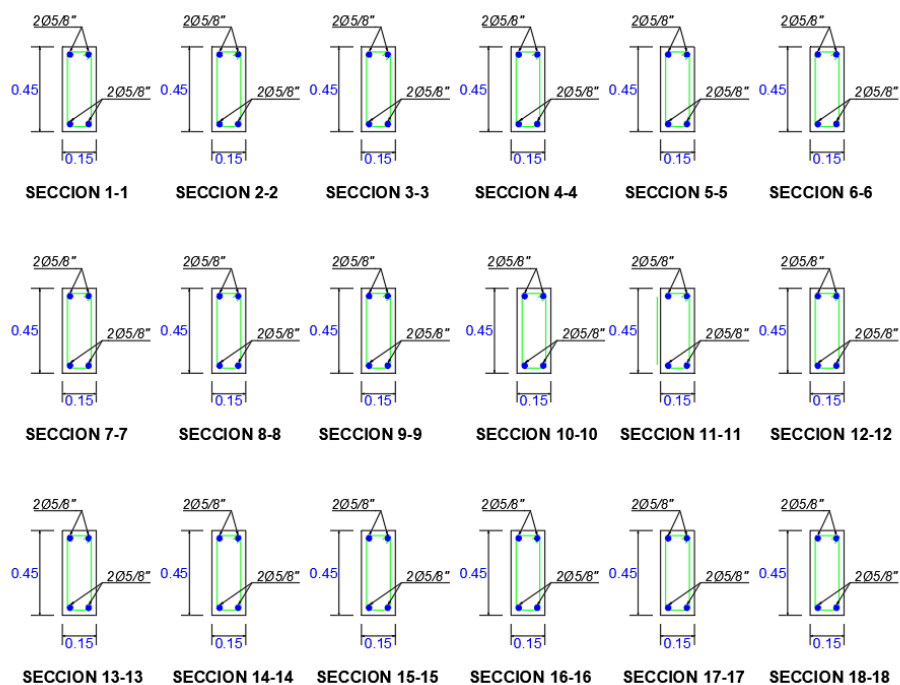 2Ø5/8" 2Ø5/8" 2Ø5/8" 2Ø5/8" 2Ø5/8" 2Ø5/8"
0.45 2Ø5/8" 0.45 2Ø5/8" 0.45 2Ø5/8" 0.45 2Ø5/8" 0.45 2Ø5/8" 0.45 2Ø5/8"
0.15 0.15 0.15 0.15 0.15 0.15
SECCION 1-1 SECCION 2-2 SECCION 3-3 SECCION 4-4 SECCION 5-5 SECCION 6-6
2Ø5/8" 2Ø5/8" 2Ø5/8" 2Ø5/8" 2Ø5/8" 2Ø5/8"
0.45 2Ø5/8" 0.45 2Ø5/8" 0.45 2Ø5/8" 0.45 2Ø5/8" 0.45 2Ø5/8" 0.45 2Ø5/8"
0.15 0.15 0.15 0.15 0.15 0.15
SECCION 7-7 SECCION 8-8 SECCION 9-9 SECCION 10-10 SECCION 11-11 SECCION 12-12
2Ø5/8" 2Ø5/8" 2Ø5/8" 2Ø5/8" 2Ø5/8" 2Ø5/8"
0.45 2Ø5/8" 0.45 2Ø5/8" 0.45 2Ø5/8" 0.45 2Ø5/8" 0.45 2Ø5/8" 0.45 2Ø5/8"
0.15 0.15 0.15 0.15 0.15 0.15
SECCION 13-13 SECCION 14-14 SECCION 15-15 SECCION 16-16 SECCION 17-17 SECCION 18-18